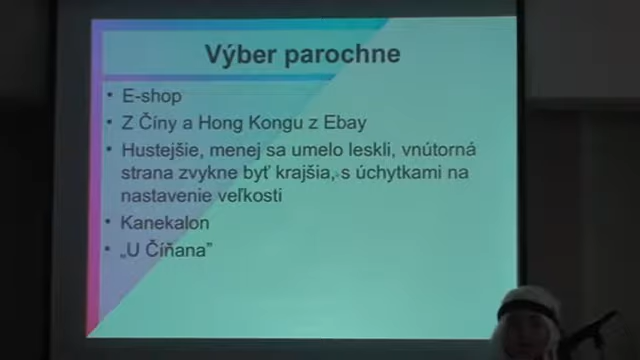 Výber parochne
• E-shop
• Z Číny a Hong Kongu z Ebay
• Hustejšie, menej sa umelo leskli, vnútorná
strana zvykne byť krajšia, s úchytkami na
nastavenie veľkosti
• Kanekalon
• „U Číňana”